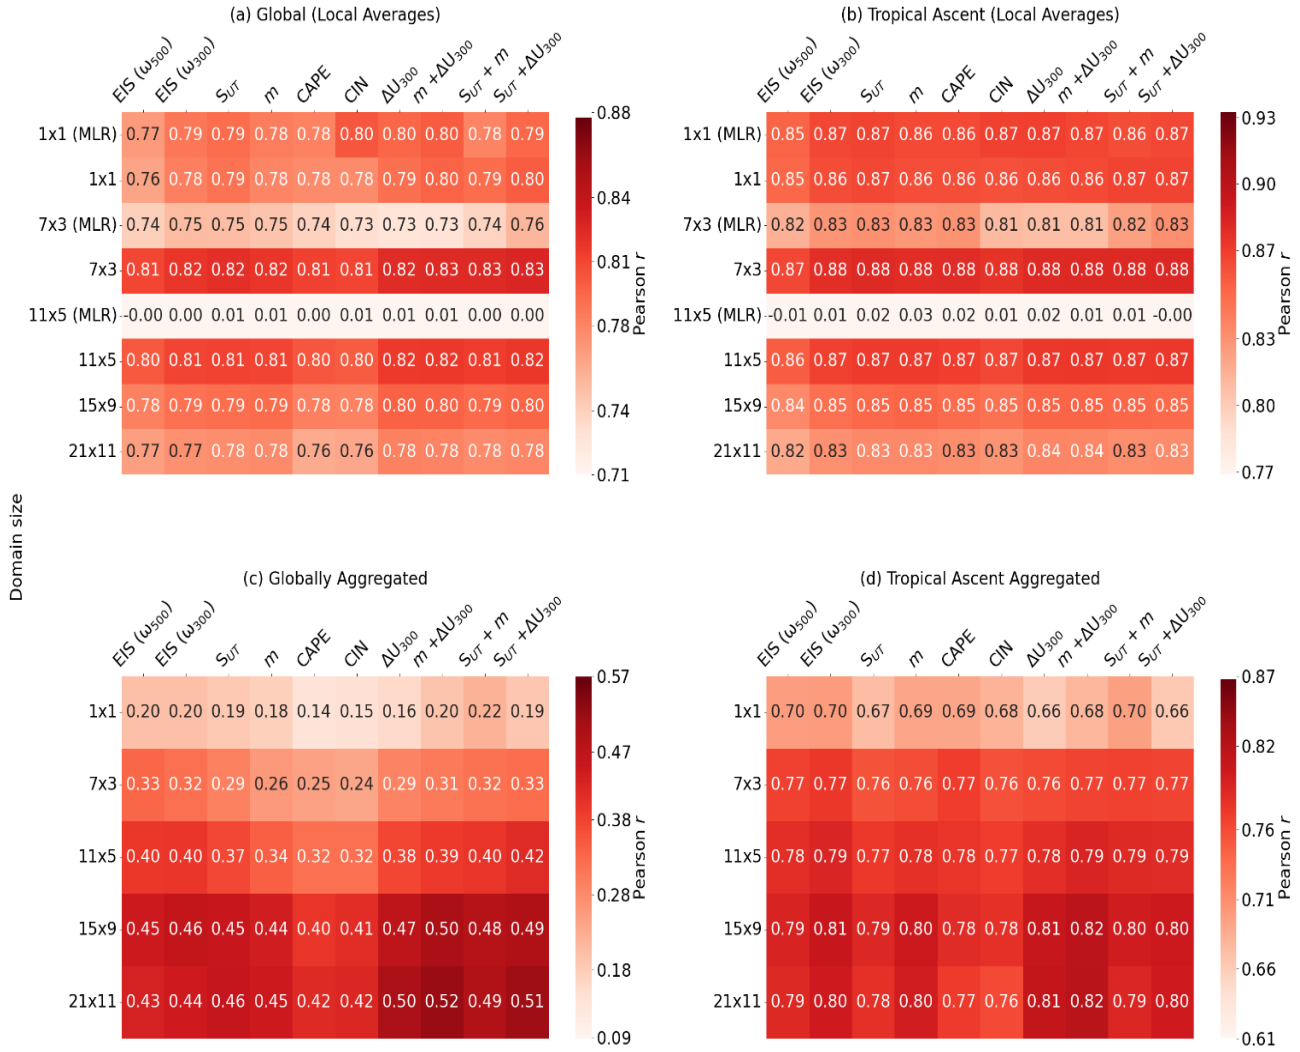 (a) Global (Local Averages)
EIS (ω500) EIS (ω300) SUT m CAPE CIN ΔU300 m +ΔU300 SUT + m SUT +ΔU300
1x1 (MLR) 0.77 0.79 0.79 0.78 0.78 0.80 0.80 0.80 0.78 0.79
1x1 0.76 0.78 0.79 0.78 0.78 0.78 0.79 0.80 0.79 0.80
7x3 (MLR) 0.74 0.75 0.75 0.75 0.74 0.73 0.73 0.73 0.74 0.76
7x3 0.81 0.82 0.82 0.82 0.81 0.81 0.82 0.83 0.83 0.83
11x5 (MLR) -0.00 0.00 0.01 0.01 0.00 0.01 0.01 0.01 0.00 0.00
11x5 0.80 0.81 0.81 0.81 0.80 0.80 0.82 0.82 0.81 0.82
15x9 0.78 0.79 0.79 0.79 0.78 0.78 0.80 0.80 0.79 0.80
21x11 0.77 0.77 0.78 0.78 0.76 0.76 0.78 0.78 0.78 0.78
0.88
0.84
0.81
0.78
0.74
0.71
Pearson r
(b) Tropical Ascent (Local Averages)
EIS (ω500) EIS (ω300) SUT m CAPE CIN ΔU300 m +ΔU300 SUT + m SUT +ΔU300
1x1 (MLR) 0.85 0.87 0.87 0.86 0.86 0.87 0.87 0.87 0.86 0.87
1x1 0.85 0.86 0.87 0.86 0.86 0.86 0.86 0.86 0.87 0.87
7x3 (MLR) 0.82 0.83 0.83 0.83 0.83 0.81 0.81 0.81 0.82 0.83
7x3 0.87 0.88 0.88 0.88 0.88 0.88 0.88 0.88 0.88 0.88
11x5 (MLR) -0.01 0.01 0.02 0.03 0.02 0.01 0.02 0.01 0.01 -0.00
11x5 0.86 0.87 0.87 0.87 0.87 0.87 0.87 0.87 0.87 0.87
15x9 0.84 0.85 0.85 0.85 0.85 0.85 0.85 0.85 0.85 0.85
21x11 0.82 0.83 0.83 0.83 0.83 0.83 0.84 0.84 0.83 0.83
0.93
0.90
0.87
0.83
0.80
0.77
Pearson r
Domain size
(c) Globally Aggregated
EIS (ω500) EIS (ω300) SUT m CAPE CIN ΔU300 m +ΔU300 SUT + m SUT +ΔU300
1x1 0.20 0.20 0.19 0.18 0.14 0.15 0.16 0.20 0.22 0.19
7x3 0.33 0.32 0.29 0.26 0.25 0.24 0.29 0.31 0.32 0.33
11x5 0.40 0.40 0.37 0.34 0.32 0.32 0.38 0.39 0.40 0.42
15x9 0.45 0.46 0.45 0.44 0.40 0.41 0.47 0.50 0.48 0.49
21x11 0.43 0.44 0.46 0.45 0.42 0.42 0.50 0.52 0.49 0.51
0.57
0.47
0.38
0.28
0.18
0.09
Pearson r
(d) Tropical Ascent Aggregated
EIS (ω500) EIS (ω300) SUT m CAPE CIN ΔU300 m +ΔU300 SUT + m SUT +ΔU300
1x1 0.70 0.70 0.67 0.69 0.69 0.68 0.66 0.68 0.70 0.66
7x3 0.77 0.77 0.76 0.76 0.77 0.76 0.76 0.77 0.77 0.77
11x5 0.78 0.79 0.77 0.78 0.78 0.77 0.78 0.79 0.79 0.79
15x9 0.79 0.81 0.79 0.80 0.78 0.78 0.81 0.82 0.80 0.80
21x11 0.79 0.80 0.78 0.80 0.77 0.76 0.81 0.82 0.79 0.80
0.87
0.82
0.76
0.71
0.66
0.61
Pearson r